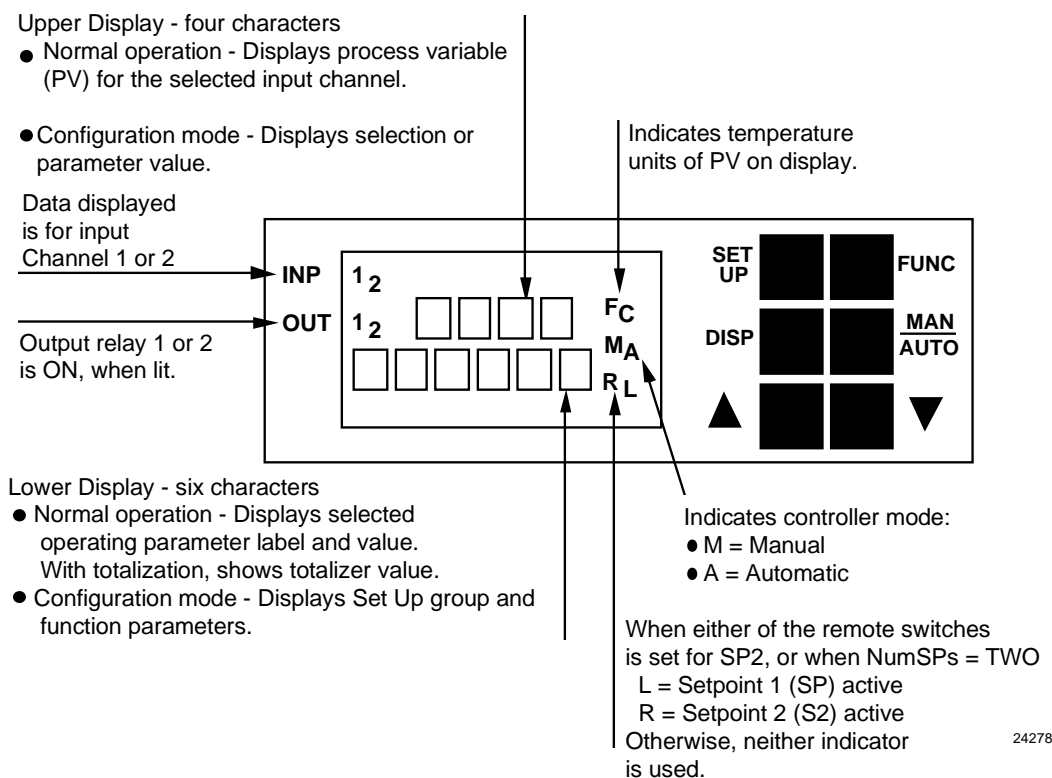 Upper Display - four characters
● Normal operation - Displays process variable
(PV) for the selected input channel.
● Configuration mode - Displays selection or
parameter value.
Indicates temperature
units of PV on display.
Data displayed
is for input
Channel 1 or 2
Output relay 1 or 2
is ON, when lit.
INP 1 2
OUT 1 2
F C
M A
R L
SET
UP
FUNC
DISP
MAN
AUTO
▲ ▼
Lower Display - six characters
● Normal operation - Displays selected
operating parameter label and value.
With totalization, shows totalizer value.
● Configuration mode - Displays Set Up group and
function parameters.
Indicates controller mode:
● M = Manual
● A = Automatic
When either of the remote switches
is set for SP2, or when NumSPs = TWO
L = Setpoint 1 (SP) active
R = Setpoint 2 (S2) active
Otherwise, neither indicator
is used.
24278